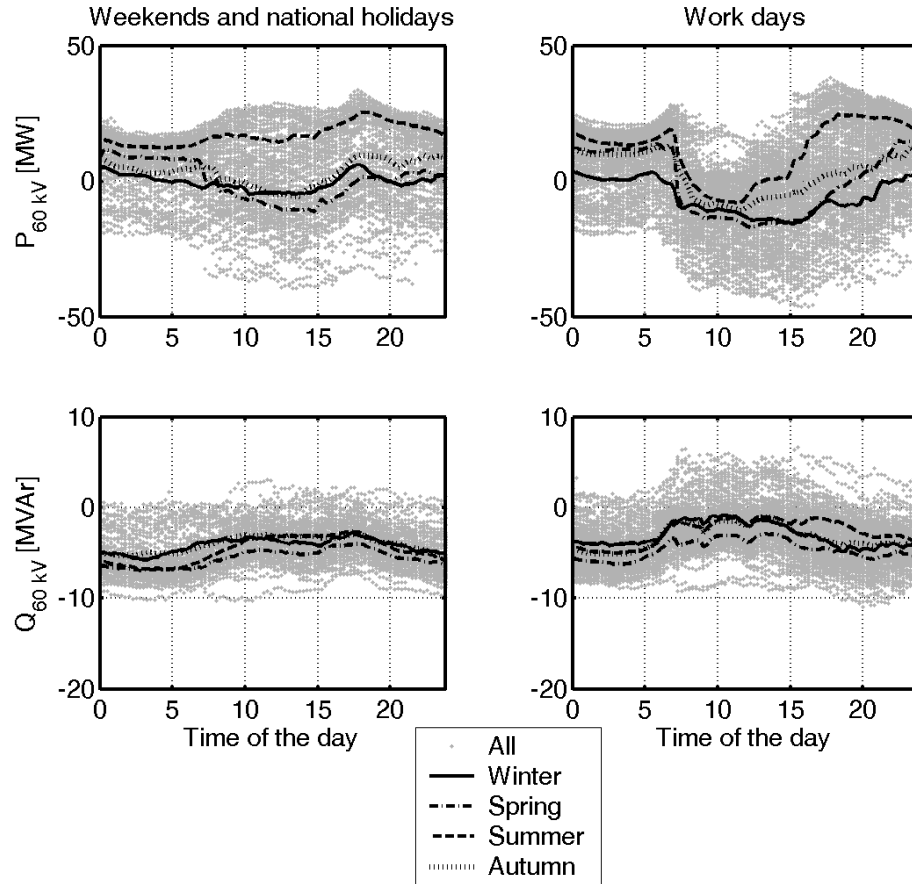 Weekends and national holidays
Work days
50
0
-50
P60 kV [MW]
0 5 10 15 20
50
0
-50
0 5 10 15 20
10
0
-10
-20
Q60 kV [MVAr]
0 5 10 15 20
Time of the day
10
0
-10
-20
0 5 10 15 20
Time of the day
All
Winter
Spring
Summer
Autumn